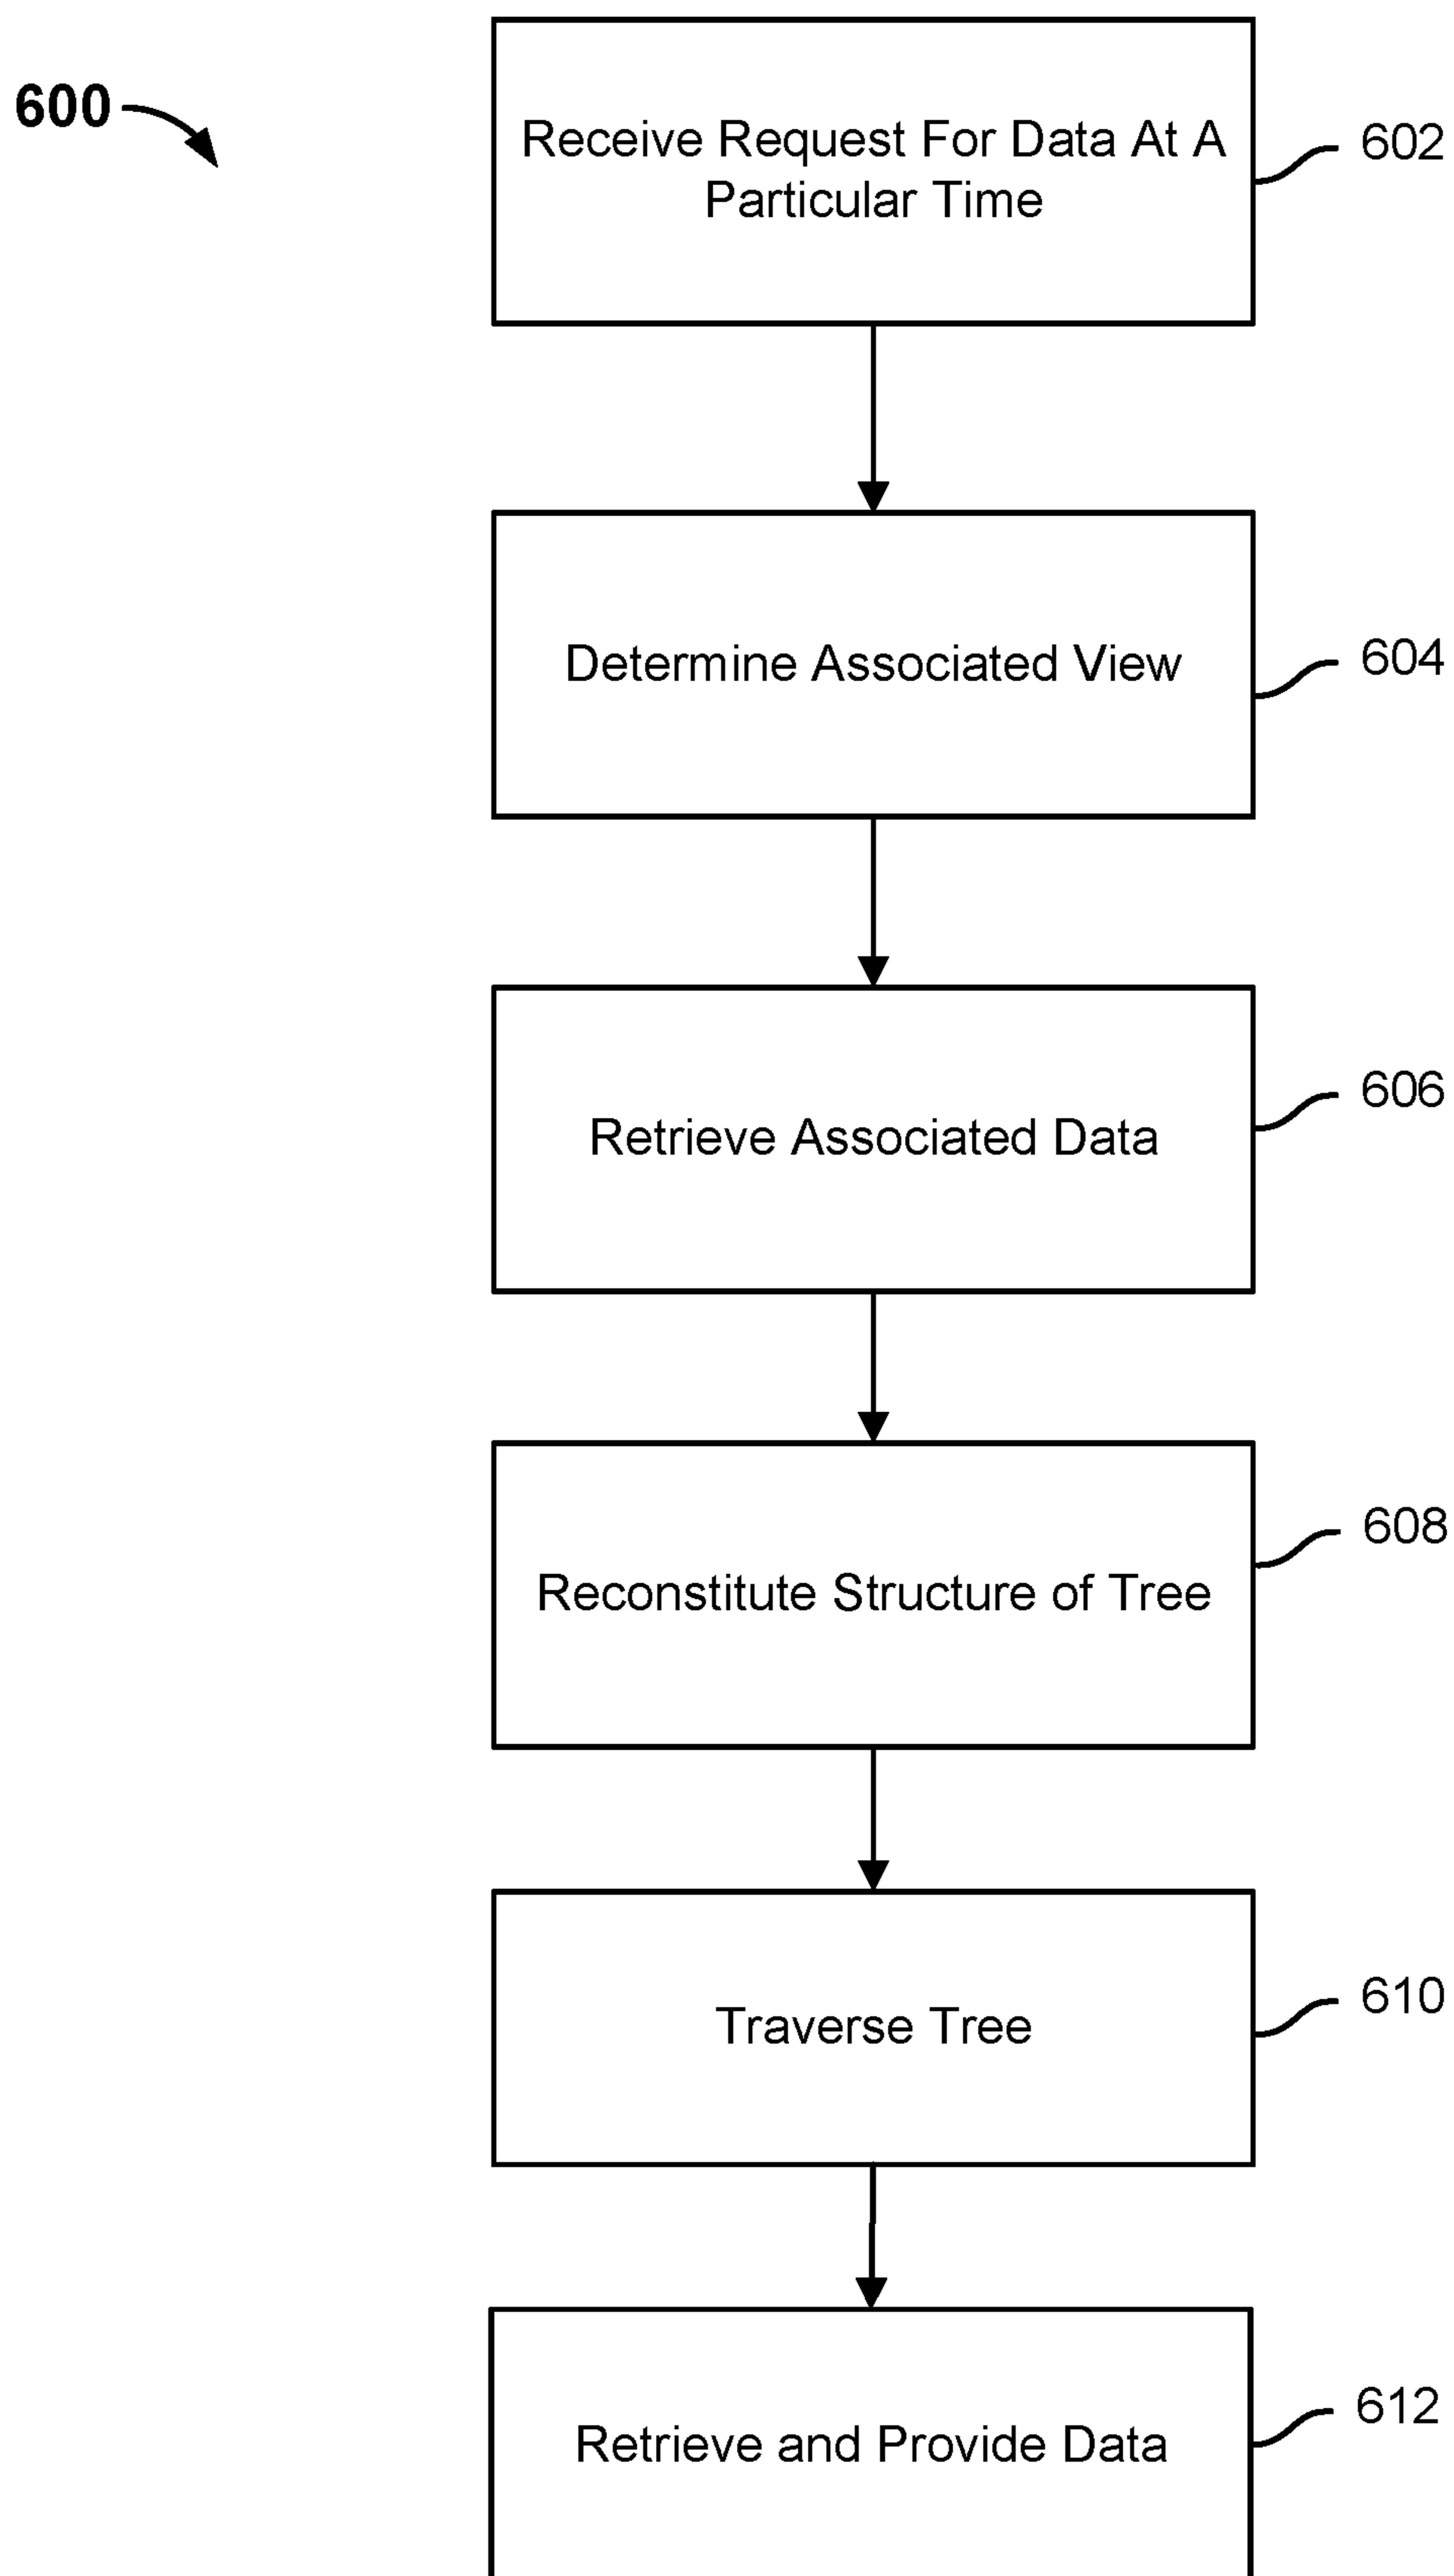 600
Receive Request For Data At A
Particular Time
602
Determine Associated View
604
Retrieve Associated Data
606
Reconstitute Structure of Tree
608
Traverse Tree
610
Retrieve and Provide Data
612